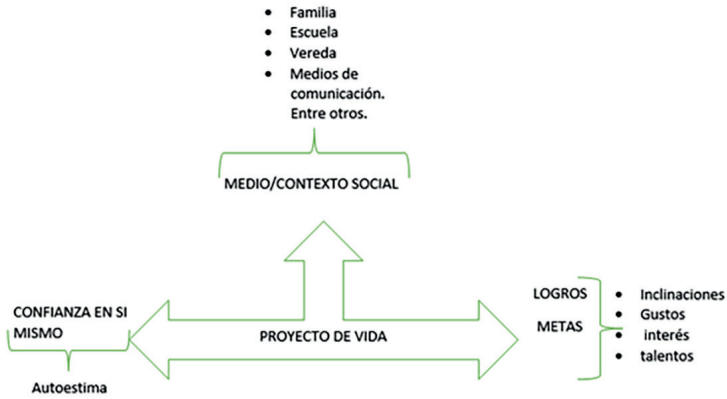 • Familia
• Escuela
• Vereda
• Medios de
comunicación.
Entre otros.
MEDIO/CONTEXTO SOCIAL
CONFIANZA EN SI
MISMO
Autoestima
PROYECTO DE VIDA
LOGROS
METAS
• Inclinaciones
• Gustos
• interés
• talentos